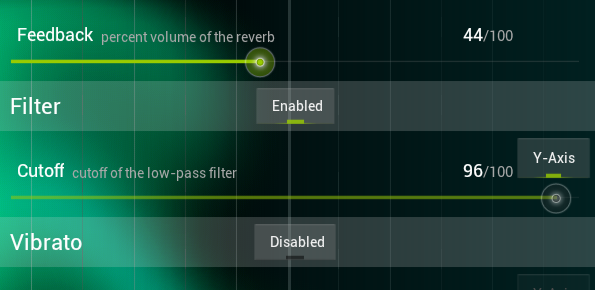 Feedback percent volume of the reverb 44/100
Filter Enabled
Y-Axis
Cutoff cutoff of the low-pass filter 96/100
Vibrato Disabled